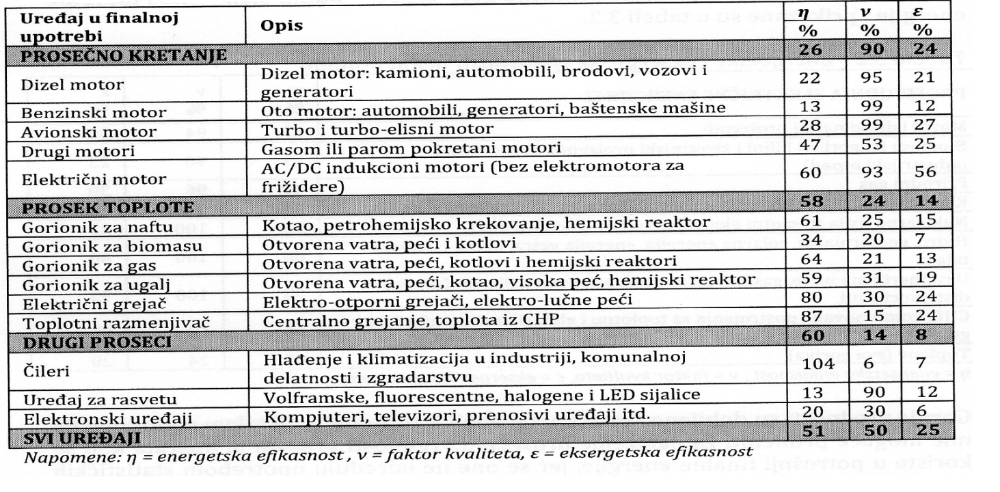 energije prikazane su u tabeli 3.2.
Uređaj u finalnoj upotrebi Opis η % ν % ε %
PROSEČNO KRETANJE 26 90 24
Dizel motor Dizel motor: kamioni, automobili, brodovi, vozovi i
generatori 22 95 21
Benzinski motor Oto motor: automobili, generatori, baštenske mašine 13 99 12
Avionski motor Turbo i turbo-elisni motor 28 99 27
Drugi motori Gasom ili parom pokretani motori 47 53 25
Električni motor AC/DC indukcioni motori (bez elektromotora za
frižidere) 60 93 56
PROSEK TOPLOTE 58 24 14
Gorionik za naftu Kotao, petrohemijsko krekovanje, hemijski reaktor 61 25 15
Gorionik za biomasu Otvorena vatra, peći i kotlovi 34 20 7
Gorionik za gas Otvorena vatra, peći, kotlovi i hemijski reaktori 64 21 13
Gorionik za ugalj Otvorena vatra, peći, kotao, visoka peć, hemijski reaktor 59 31 19
Električni grejač Elektro-otporni grejači, elektro-lučne peći 80 30 24
Toplotni razmenjivač Centralno grejanje, toplota iz CHP 87 15 24
DRUGI PROSECI 60 14 8
Čileri Hlađenje i klimatizacija u industriji, komunalnoj
delatnosti i zgradarstvu 104 6 7
Uređaj za rasvetu Volframske, fluorescentne, halogene i LED sijalice 13 90 12
Elektronski uređaji Kompjuteri, televizori, prenosivi uređaji itd. 20 30 6
SVI UREĐAJI 51 50 25
Napomene: η = energetska efikasnost , ν = faktor kvaliteta, ε = eksergetska efikasnost